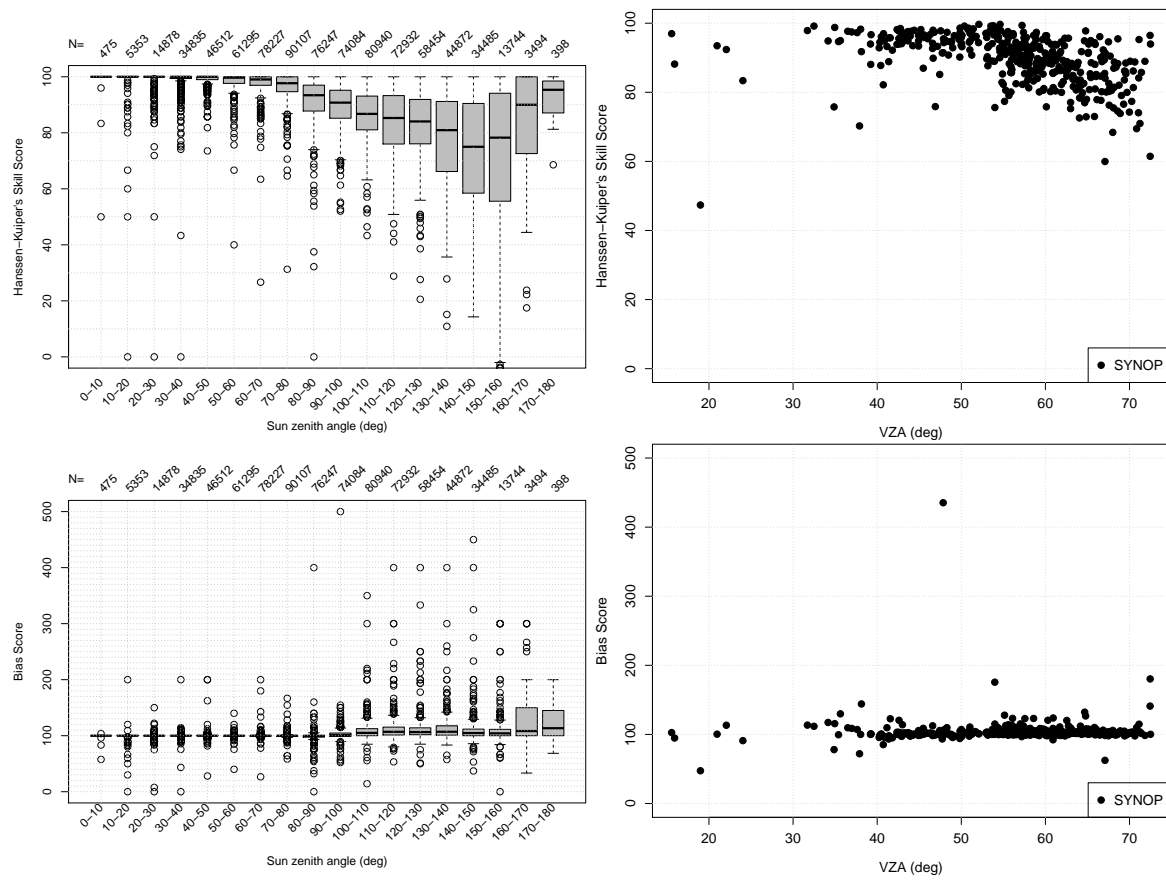 N= 475 5353 14878 34835 46512 61295 78227 90107 76247 74084 80940 72932 58454 44872 34485 13744 3494 398
Hanssen−Kuiper's Skill Score
100
80
60
40
20
0
0−10 10−20 20−30 30−40 40−50 50−60 60−70 70−80 80−90 90−100 100−110 110−120 120−130 130−140 140−150 150−160 160−170 170−180
Sun zenith angle (deg)
Hanssen−Kuiper's Skill Score
100
80
60
40
20
0
SYNOP
20 30 40 50 60 70
VZA (deg)
N= 475 5353 14878 34835 46512 61295 78227 90107 76247 74084 80940 72932 58454 44872 34485 13744 3494 398
Bias Score
500
400
300
200
100
0
0−10 10−20 20−30 30−40 40−50 50−60 60−70 70−80 80−90 90−100 100−110 110−120 120−130 130−140 140−150 150−160 160−170 170−180
Sun zenith angle (deg)
Bias Score
500
400
300
200
100
0
SYNOP
20 30 40 50 60 70
VZA (deg)